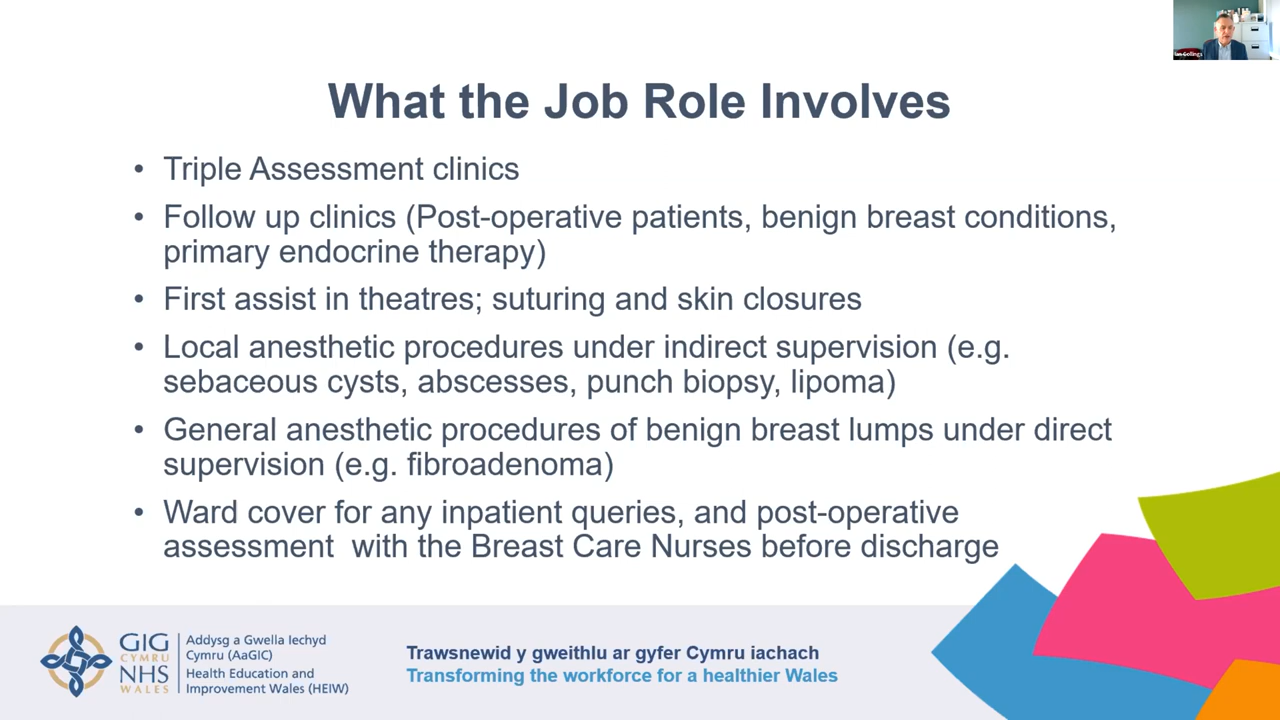 Ian Collings
What the Job Role Involves
• Triple Assessment clinics
• Follow up clinics (Post-operative patients, benign breast conditions,
primary endocrine therapy)
• First assist in theatres; suturing and skin closures
• Local anesthetic procedures under indirect supervision (e.g.
sebaceous cysts, abscesses, punch biopsy, lipoma)
• General anesthetic procedures of benign breast lumps under direct
supervision (e.g. fibroadenoma)
• Ward cover for any inpatient queries, and post-operative
assessment  with the Breast Care Nurses before discharge
GIG
CYMRU
NHS
WALES
Addysg a Gwella Iechyd
Cymru (AaGIC)
Health Education and
Improvement Wales (HEIW)
Trawsnewid y gweithlu ar gyfer Cymru iachach
Transforming the workforce for a healthier Wales